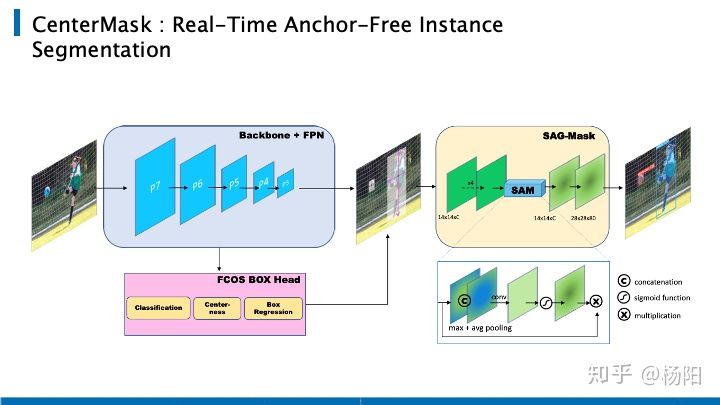 CenterMask : Real-Time Anchor-Free Instance
Segmentation
Backbone + FPN
P7
P6
P5
P4
P3
SAG-Mask
x4
SAM
14x14xC
14x14xC
28x28x80
FCOS BOX Head
Classification
Center-
ness
Box
Regression
C
conv
max + avg pooling
C concatenation
sigmoid function
X multiplication
知乎 @杨阳